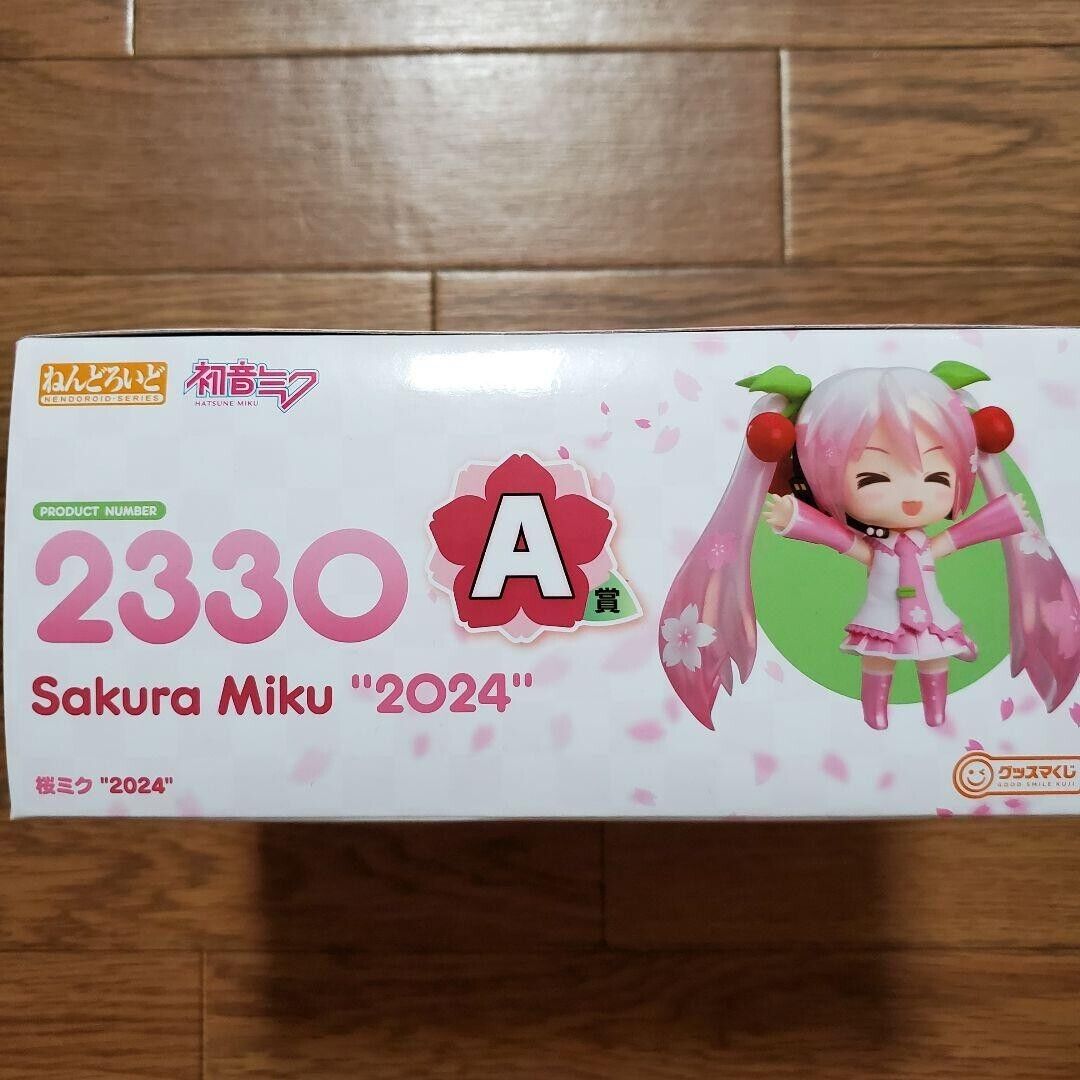 ねんどろいど
NENDOROID-SERIES
初音ミク
HATSUNE MIKU
PRODUCT NUMBER
2330
A
賞
Sakura Miku "2024"
桜ミク "2024"
グッスマくじ
GOOD SMILE KUJI